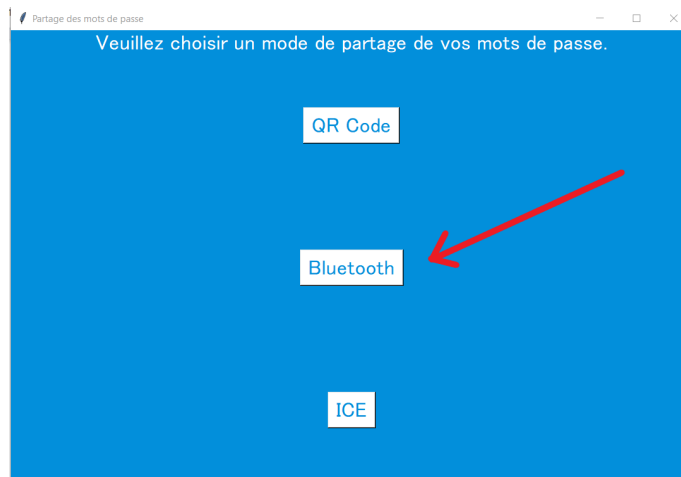 Partage des mots de passe
Veuillez choisir un mode de partage de vos mots de passe.
QR Code
Bluetooth
ICE